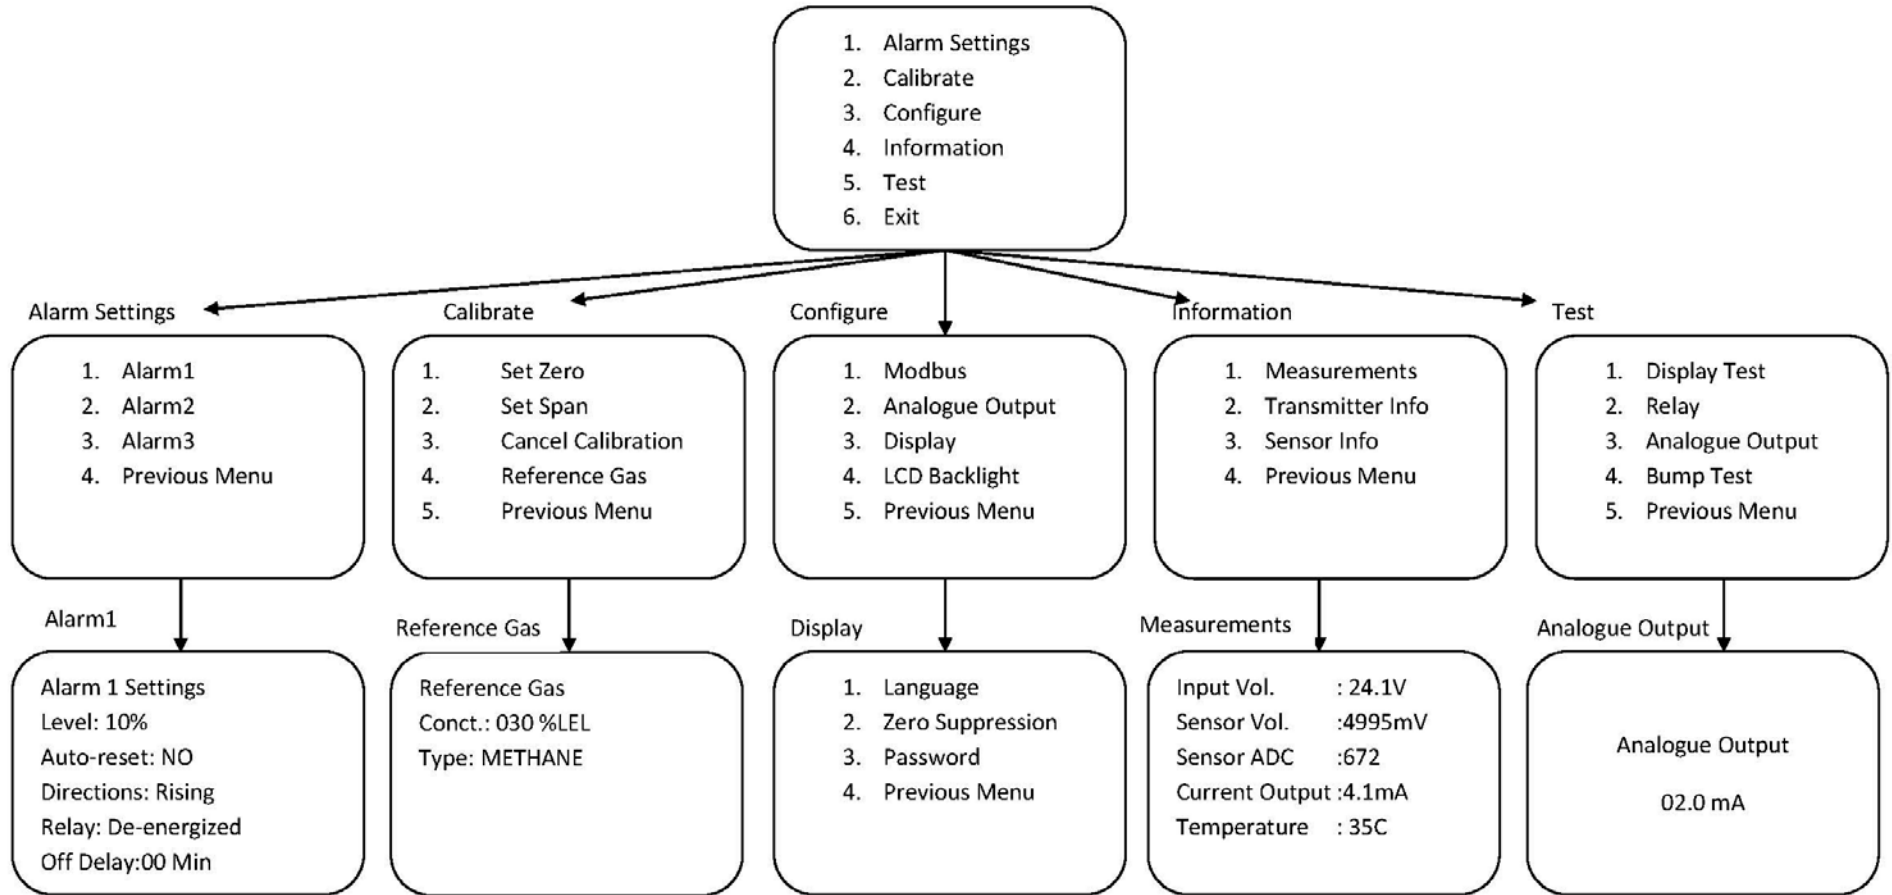 1. Alarm Settings
2. Calibrate
3. Configure
4. Information
5. Test
6. Exit
Alarm Settings
1. Alarm1
2. Alarm2
3. Alarm3
4. Previous Menu
Calibrate
1. Set Zero
2. Set Span
3. Cancel Calibration
4. Reference Gas
5. Previous Menu
Configure
1. Modbus
2. Analogue Output
3. Display
4. LCD Backlight
5. Previous Menu
Information
1. Measurements
2. Transmitter Info
3. Sensor Info
4. Previous Menu
Test
1. Display Test
2. Relay
3. Analogue Output
4. Bump Test
5. Previous Menu
Alarm1
Alarm 1 Settings
Level: 10%
Auto-reset: NO
Directions: Rising
Relay: De-energized
Off Delay:00 Min
Reference Gas
Reference Gas
Conct.: 030 %LEL
Type: METHANE
Display
1. Language
2. Zero Suppression
3. Password
4. Previous Menu
Measurements
Input Vol. : 24.1V
Sensor Vol. :4995mV
Sensor ADC :672
Current Output :4.1mA
Temperature : 35C
Analogue Output
Analogue Output
02.0 mA